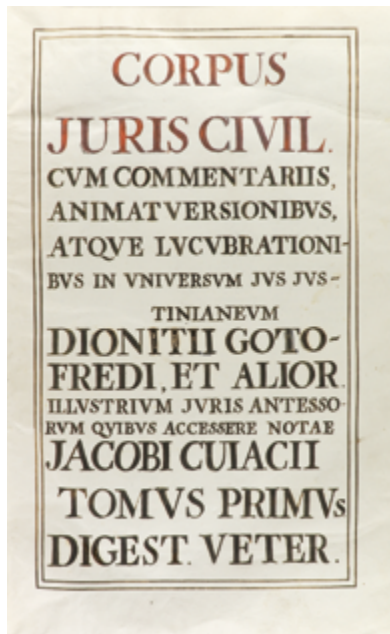 CORPUS
JURIS CIVIL.
CVM COMMENTARIIS,
ANIMATVERSIONIBVS,
ATQVE LVCVBRATIONI-
BVS IN VNIVERSVM JVS JVS-
TINIANEVM
DIONITII GOTO-
FREDI, ET ALIOR.
ILLVSTRIVM JVRIS ANTESSO-
RVM QVIBVS ACCESSERE NOTAE
JACOBI CUIACII
TOMVS PRIMVs
DIGEST. VETER.